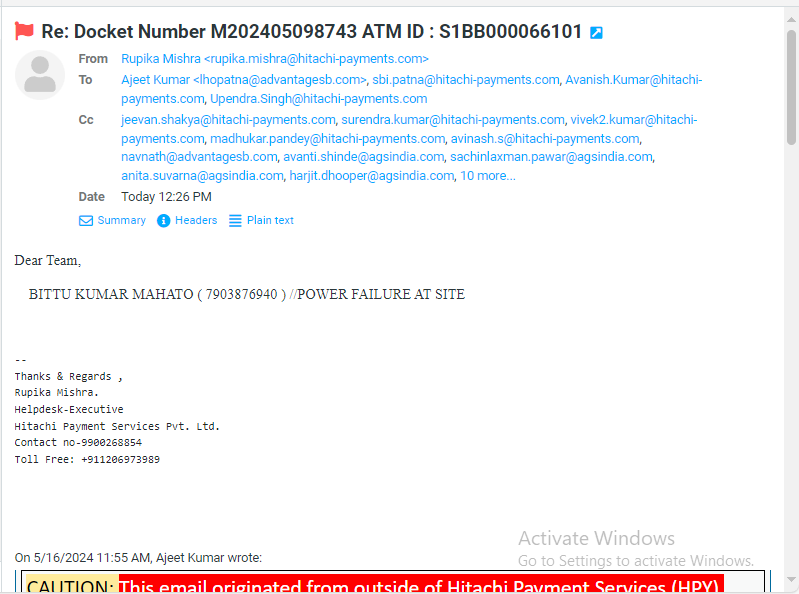 Re: Docket Number M202405098743 ATM ID : S1BB000066101
From Rupika Mishra <rupika.mishra@hitachi-payments.com>
To Ajeet Kumar <lhopatna@advantagesb.com>, sbi.patna@hitachi-payments.com, Avanish.Kumar@hitachi-
payments.com, Upendra.Singh@hitachi-payments.com
Cc jeevan.shakya@hitachi-payments.com, surendra.kumar@hitachi-payments.com, vivek2.kumar@hitachi-
payments.com, madhukar.pandey@hitachi-payments.com, avinash.s@hitachi-payments.com,
navnath@advantagesb.com, avanti.shinde@agsindia.com, sachinlaxman.pawar@agsindia.com,
anita.suvarna@agsindia.com, harjit.dhooper@agsindia.com, 10 more...
Date Today 12:26 PM
Summary Headers Plain text
Dear Team,
BITTU KUMAR MAHATO ( 7903876940 ) //POWER FAILURE AT SITE
--
Thanks & Regards ,
Rupika Mishra.
Helpdesk-Executive
Hitachi Payment Services Pvt. Ltd.
Contact no-9900268854
Toll Free: +911206973989
Activate Windows
Go to Settings to activate Windows.
On 5/16/2024 11:55 AM, Ajeet Kumar wrote:
CAUTION: This email originated from outside of Hitachi Payment Services (HPY)